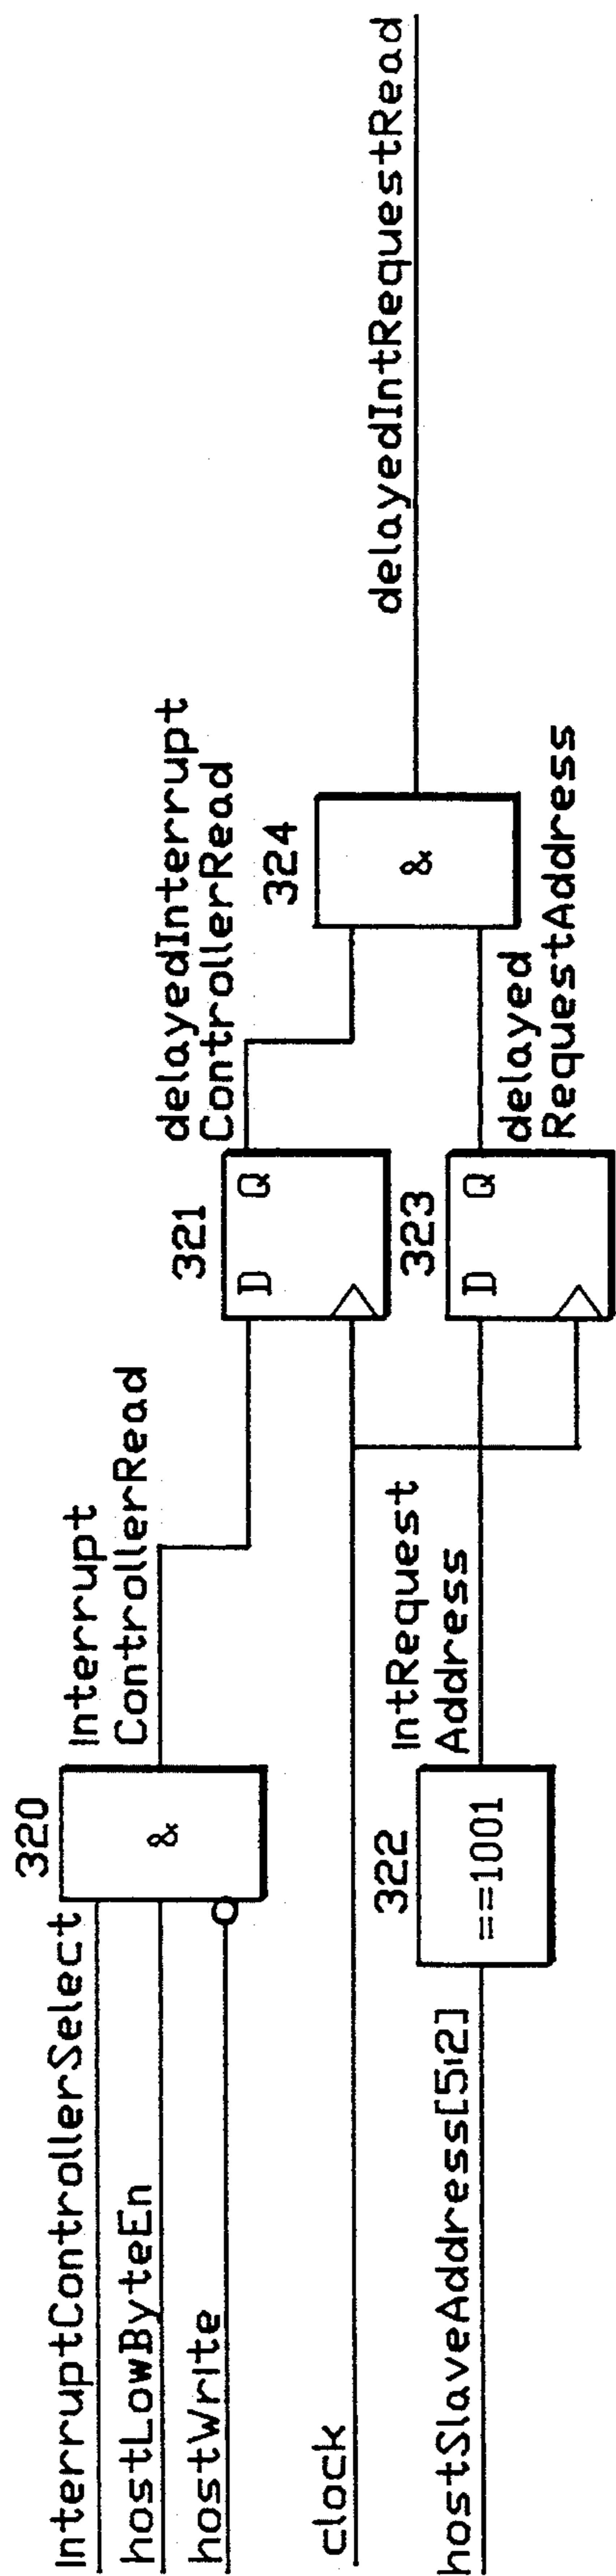 InterruptControllerSelect
hostLowByteEn
hostWrite
clock
hostSlaveAddress[5:2]
320
&
322
==1001
Interrupt
ControllerRead
IntRequest
Address
321
D Q
323
D Q
delayedInterrupt
ControllerRead
delayed
RequestAddress
324
&
delayedIntRequestRead